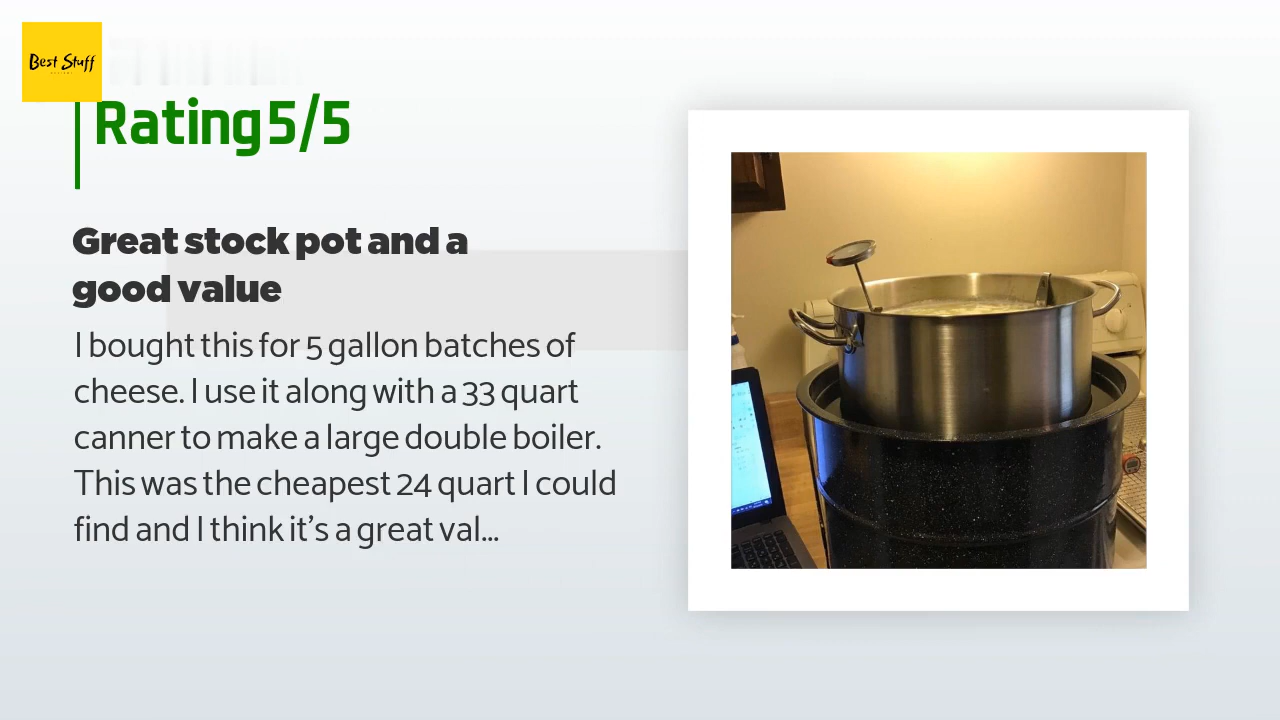 Best Stuff
Rating 5/5
Great stock pot and a
good value
I bought this for 5 gallon batches of
cheese. I use it along with a 33 quart
canner to make a large double boiler.
This was the cheapest 24 quart I could
find and I think it's a great val...